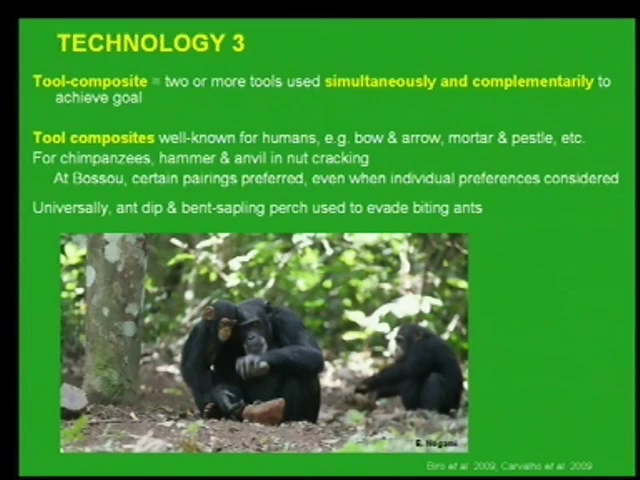 TECHNOLOGY 3
Tool-composite = two or more tools used simultaneously and complementarily to
achieve goal
Tool composites well-known for humans, e.g. bow & arrow, mortar & pestle, etc.
For chimpanzees, hammer & anvil in nut cracking
At Bossou, certain pairings preferred, even when individual preferences considered
Universally, ant dip & bent-sapling perch used to evade biting ants
E. Nogami
Biro et al. 2009, Carvalho et al. 2009